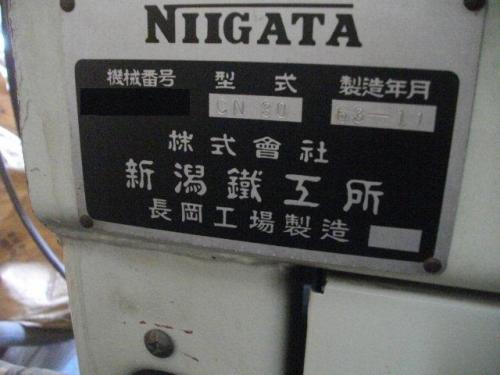 NIIGATA
機械番号 型式 製造年月
CN 30 63-11
株式會社
新潟鐵工所
長岡工場製造